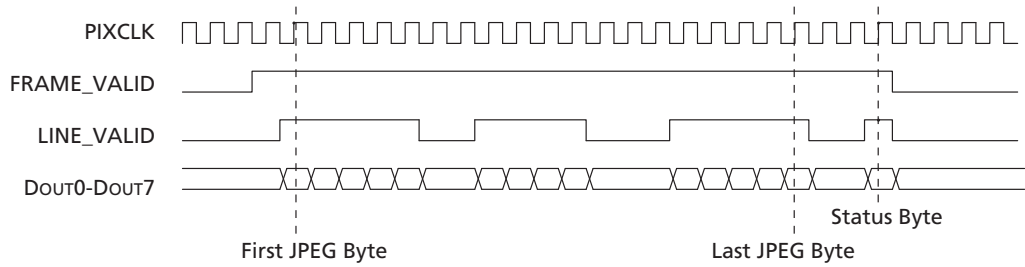 PIXCLK
FRAME_VALID
LINE_VALID
DOUT0-DOUT7
Status Byte
First JPEG Byte
Last JPEG Byte